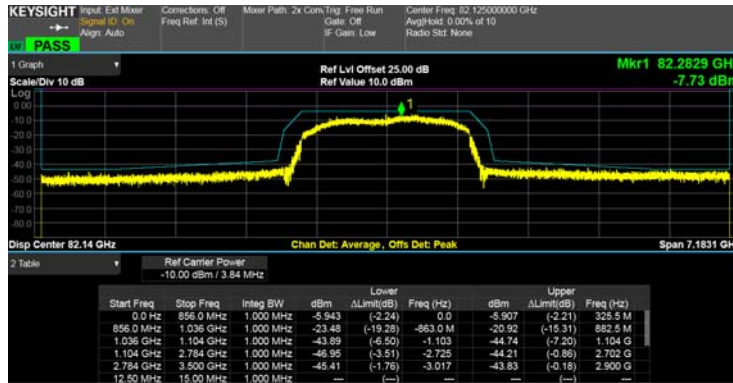 KEYSIGHT Input: Ext Mixer Corrections: Off Mixer Path: 2x Conv Trig: Free Run Center Freq: 82.125000000 GHz
Signal ID: On Freq Ref: Int (S) Gate: Off Avg|Hold: 0.00% of 10
Align: Auto IF Gain: Low Radio Std: None
LW PASS
1 Graph Ref Lvl Offset 25.00 dB Mkr1 82.2829 GH
Scale/Div 10 dB Ref Value 10.0 dBm -7.73 dBr
Log
0.00
1
-10.0
-20.0
-30.0
-40.0
-50.0
-60.0
-70.0
-80.0
Disp Center 82.14 GHz Chan Det: Average, Offs Det: Peak Span 7.1831 GH
2 Table Ref Carrier Power
-10.00 dBm / 3.84 MHz
Lower Upper
Start Freq Stop Freq Integ BW dBm ΔLimit(dB) Freq (Hz) dBm ΔLimit(dB) Freq (Hz)
0.0 Hz 856.0 MHz 1.000 MHz -5.943 (-2.24) 0.0 -5.907 (-2.21) 325.5 M
856.0 MHz 1.036 GHz 1.000 MHz -23.48 (-19.28) -863.0 M -20.92 (-15.31) 882.5 M
1.036 GHz 1.104 GHz 1.000 MHz -43.89 (-6.50) -1.103 -44.74 (-7.20) 1.104 G
1.104 GHz 2.784 GHz 1.000 MHz -46.95 (-3.51) -2.725 -44.21 (-0.86) 2.702 G
2.784 GHz 3.500 GHz 1.000 MHz -45.41 (-1.76) -3.017 -43.83 (-0.18) 2.900 G
12.50 MHz 15.00 MHz 1.000 MHz --- (---) --- (---)